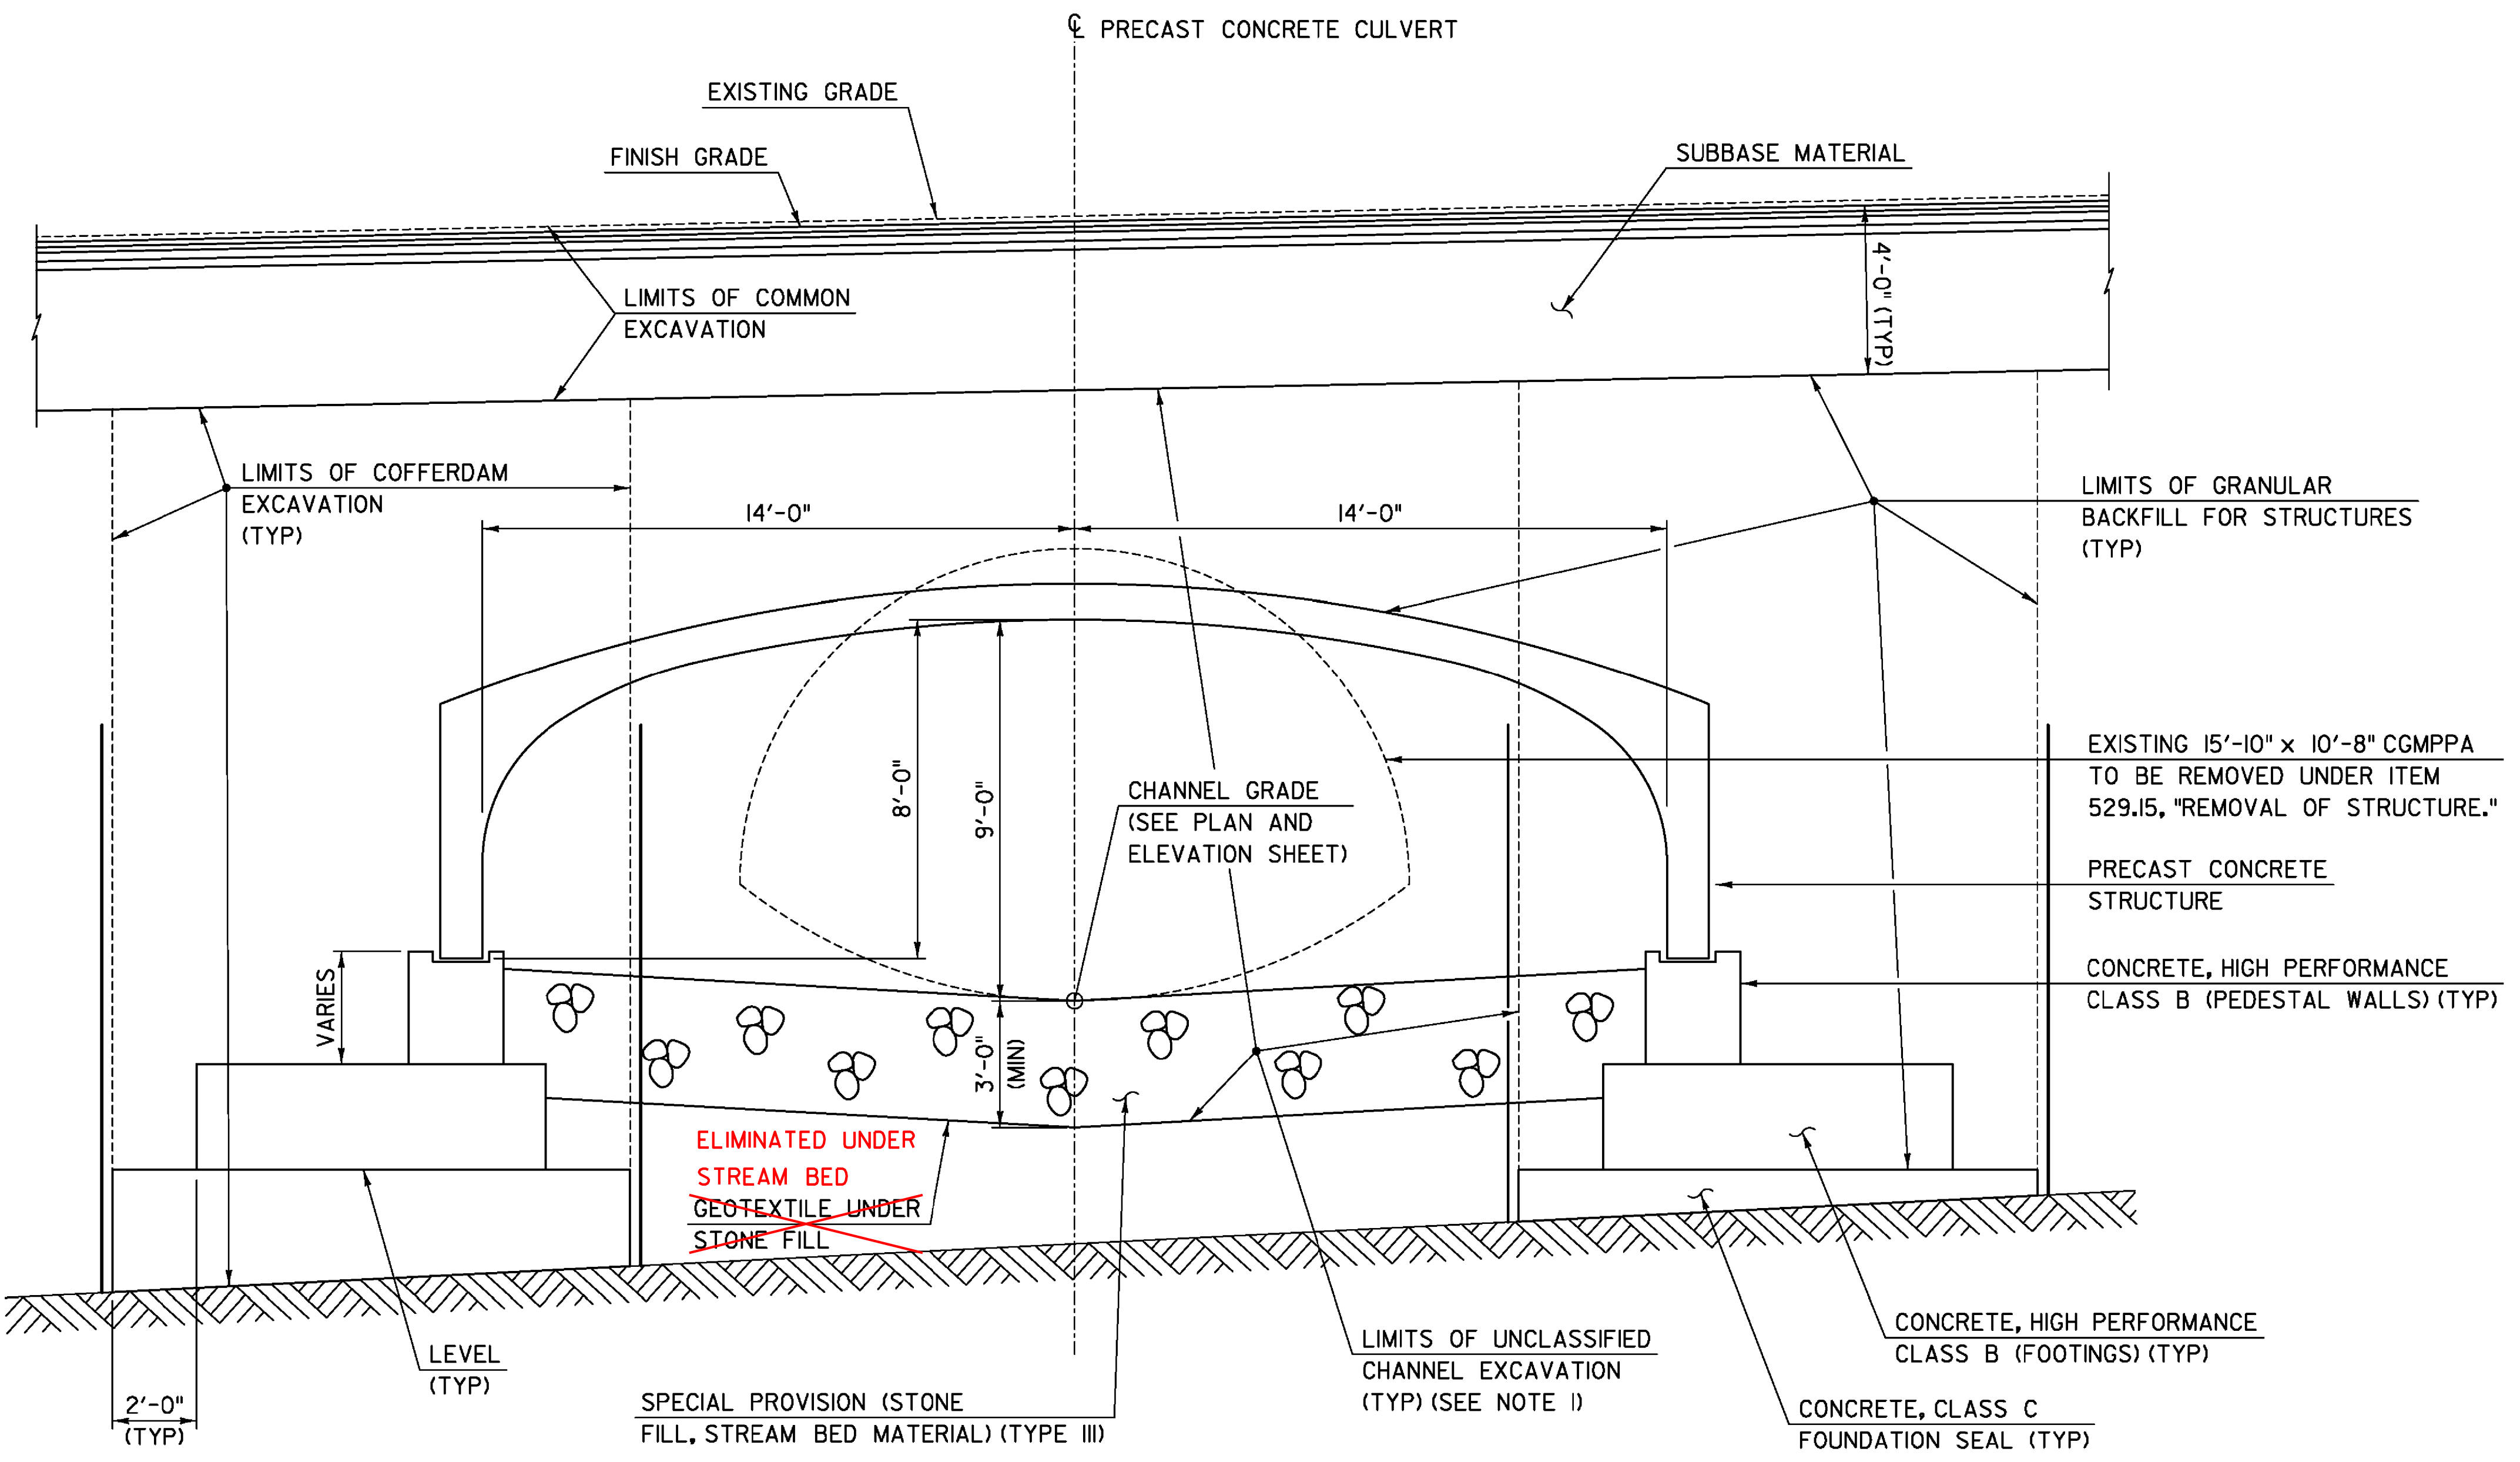 ℄ PRECAST CONCRETE CULVERT
EXISTING GRADE
FINISH GRADE
SUBBASE MATERIAL
4'-0" (TYP)
LIMITS OF COMMON
EXCAVATION
LIMITS OF COFFERDAM
EXCAVATION
(TYP)
14'-0"
14'-0"
LIMITS OF GRANULAR
BACKFILL FOR STRUCTURES
(TYP)
8'-0"
9'-0"
CHANNEL GRADE
(SEE PLAN AND
ELEVATION SHEET)
EXISTING 15'-10" x 10'-8" CGMPPA
TO BE REMOVED UNDER ITEM
529.15, "REMOVAL OF STRUCTURE."
PRECAST CONCRETE
STRUCTURE
VARIES
CONCRETE, HIGH PERFORMANCE
CLASS B (PEDESTAL WALLS) (TYP)
3'-0"
(MIN)
ELIMINATED UNDER
STREAM BED
GEOTEXTILE UNDER
STONE FILL
LEVEL
(TYP)
2'-0"
(TYP)
SPECIAL PROVISION (STONE
FILL, STREAM BED MATERIAL) (TYPE III)
LIMITS OF UNCLASSIFIED
CHANNEL EXCAVATION
(TYP) (SEE NOTE 1)
CONCRETE, HIGH PERFORMANCE
CLASS B (FOOTINGS) (TYP)
CONCRETE, CLASS C
FOUNDATION SEAL (TYP)